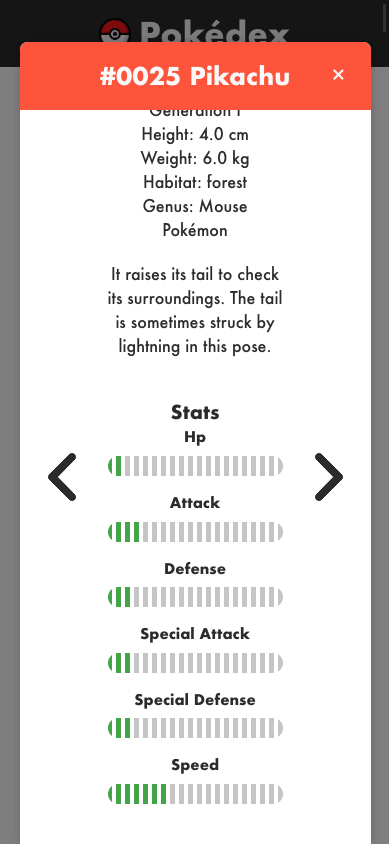 Pokédex
#0025 Pikachu ×
Generation I
Height: 4.0 cm
Weight: 6.0 kg
Habitat: forest
Genus: Mouse
Pokémon
It raises its tail to check
its surroundings. The tail
is sometimes struck by
lightning in this pose.
Stats
Hp
Attack
Defense
Special Attack
Special Defense
Speed